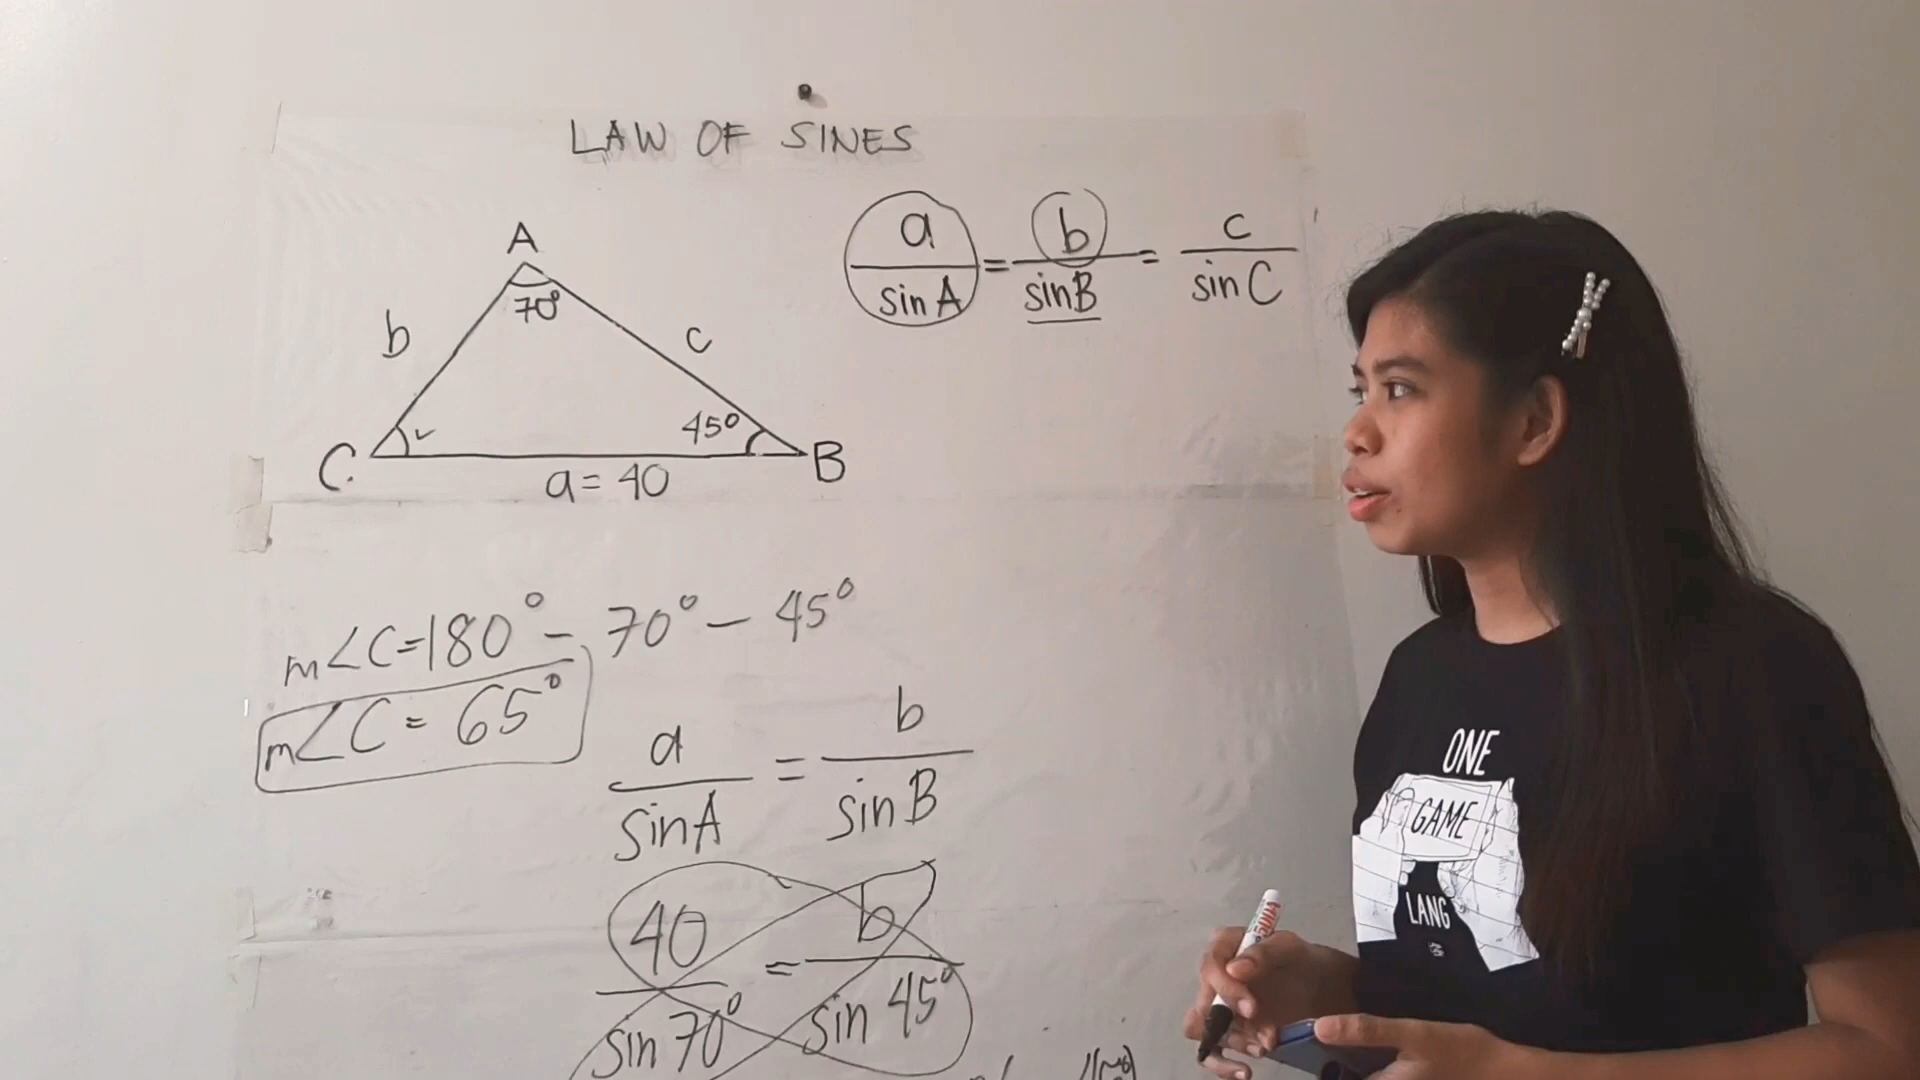 LAW OF SINES
a/sin A = b/sin B = c/sin C
A
70°
b
c
45°
C.
B
a = 40
m∠C=180° - 70° - 45°
m∠C = 65°
a/sin A = b/sin B
40/sin 70° = b/sin 45°
ONE
GAME
LANG